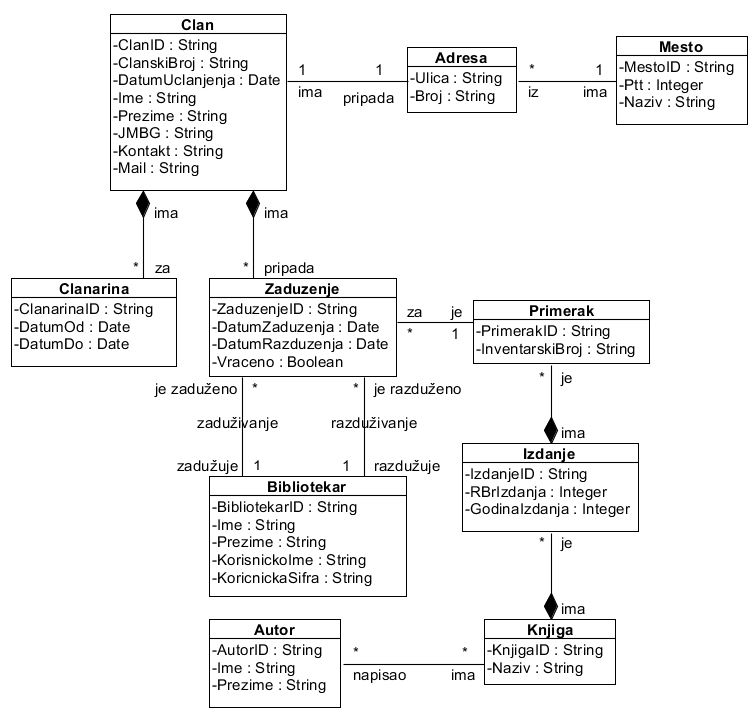 Clan
-ClanID : String
-ClanskiBroj : String
-DatumUclanjenja : Date
-Ime : String
-Prezime : String
-JMBG : String
-Kontakt : String
-Mail : String
1
1
ima
pripada
Adresa
-Ulica : String
-Broj : String
*
1
iz
ima
Mesto
-MestoID : String
-Ptt : Integer
-Naziv : String
ima
ima
*
za
*
pripada
Clanarina
-ClanarinaID : String
-DatumOd : Date
-DatumDo : Date
Zaduzenje
-ZaduzenjeID : String
-DatumZaduzenja : Date
-DatumRazduzenja : Date
-Vraceno : Boolean
za
je
*
1
Primerak
-PrimerakID : String
-InventarskiBroj : String
je zaduženo
*
*
je razduženo
zaduživanje
razduživanje
zadužuje
1
1
razdužuje
*
je
ima
Izdanje
-IzdanjeID : String
-RBrIzdanja : Integer
-GodinaIzdanja : Integer
Bibliotekar
-BibliotekarID : String
-Ime : String
-Prezime : String
-KorisnickoIme : String
-KoricnickaSifra : String
*
je
ima
Autor
-AutorID : String
-Ime : String
-Prezime : String
*
*
napisao
ima
Knjiga
-KnjigaID : String
-Naziv : String